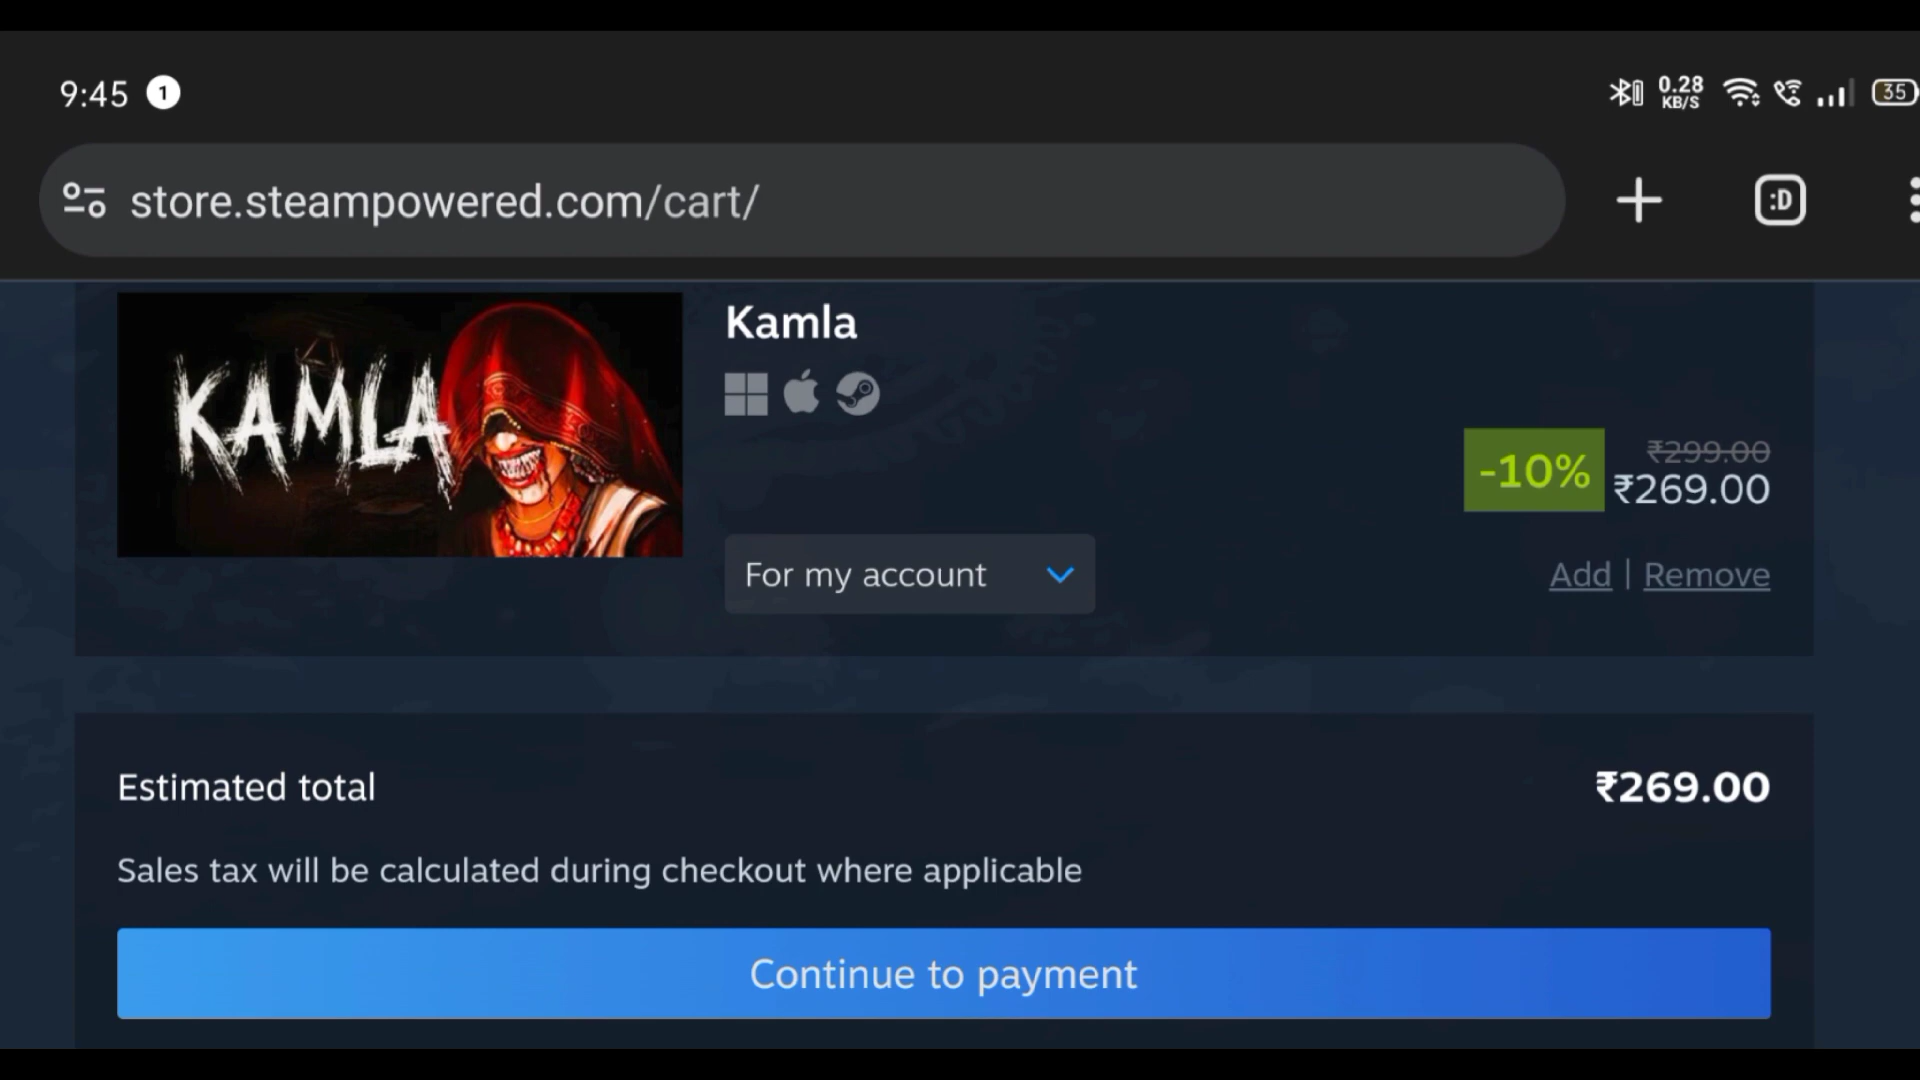 9:45 1 0.28 KB/S 35
store.steampowered.com/cart/ :D
KAMLA
Kamla
-10% ₹299.00 ₹269.00
For my account
Add | Remove
Estimated total ₹269.00
Sales tax will be calculated during checkout where applicable
Continue to payment